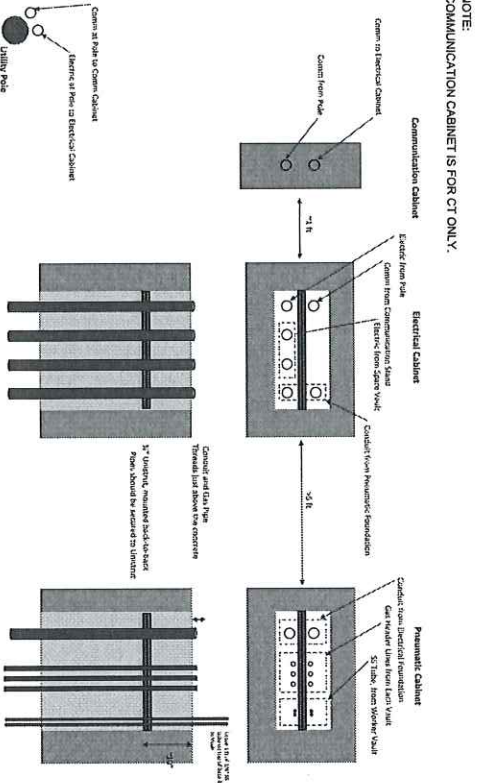 NOTE:
COMMUNICATION CABINET IS FOR CT ONLY.
Communication Cabinet
Electrical Cabinet
Pneumatic Cabinet
Comm to Electrical Cabinet
Comm from Pole
~1 ft
Electric from Pole
Comm from Communication Stand
Electric from Spare Vault
Conduit from Pneumatic Foundation
>5 ft
Conduit from Electrical Foundation
Gas Header Lines from Each Vault
SS Tube, from Worker Vault
Conduit and Gas Pipe
Threads just above the concrete
¾" Unistrut, mounted back-to-back
Pipes should be secured to Unistrut
Comm at Pole to Comm Cabinet
Electric at Pole to Electrical Cabinet
Utility Pole